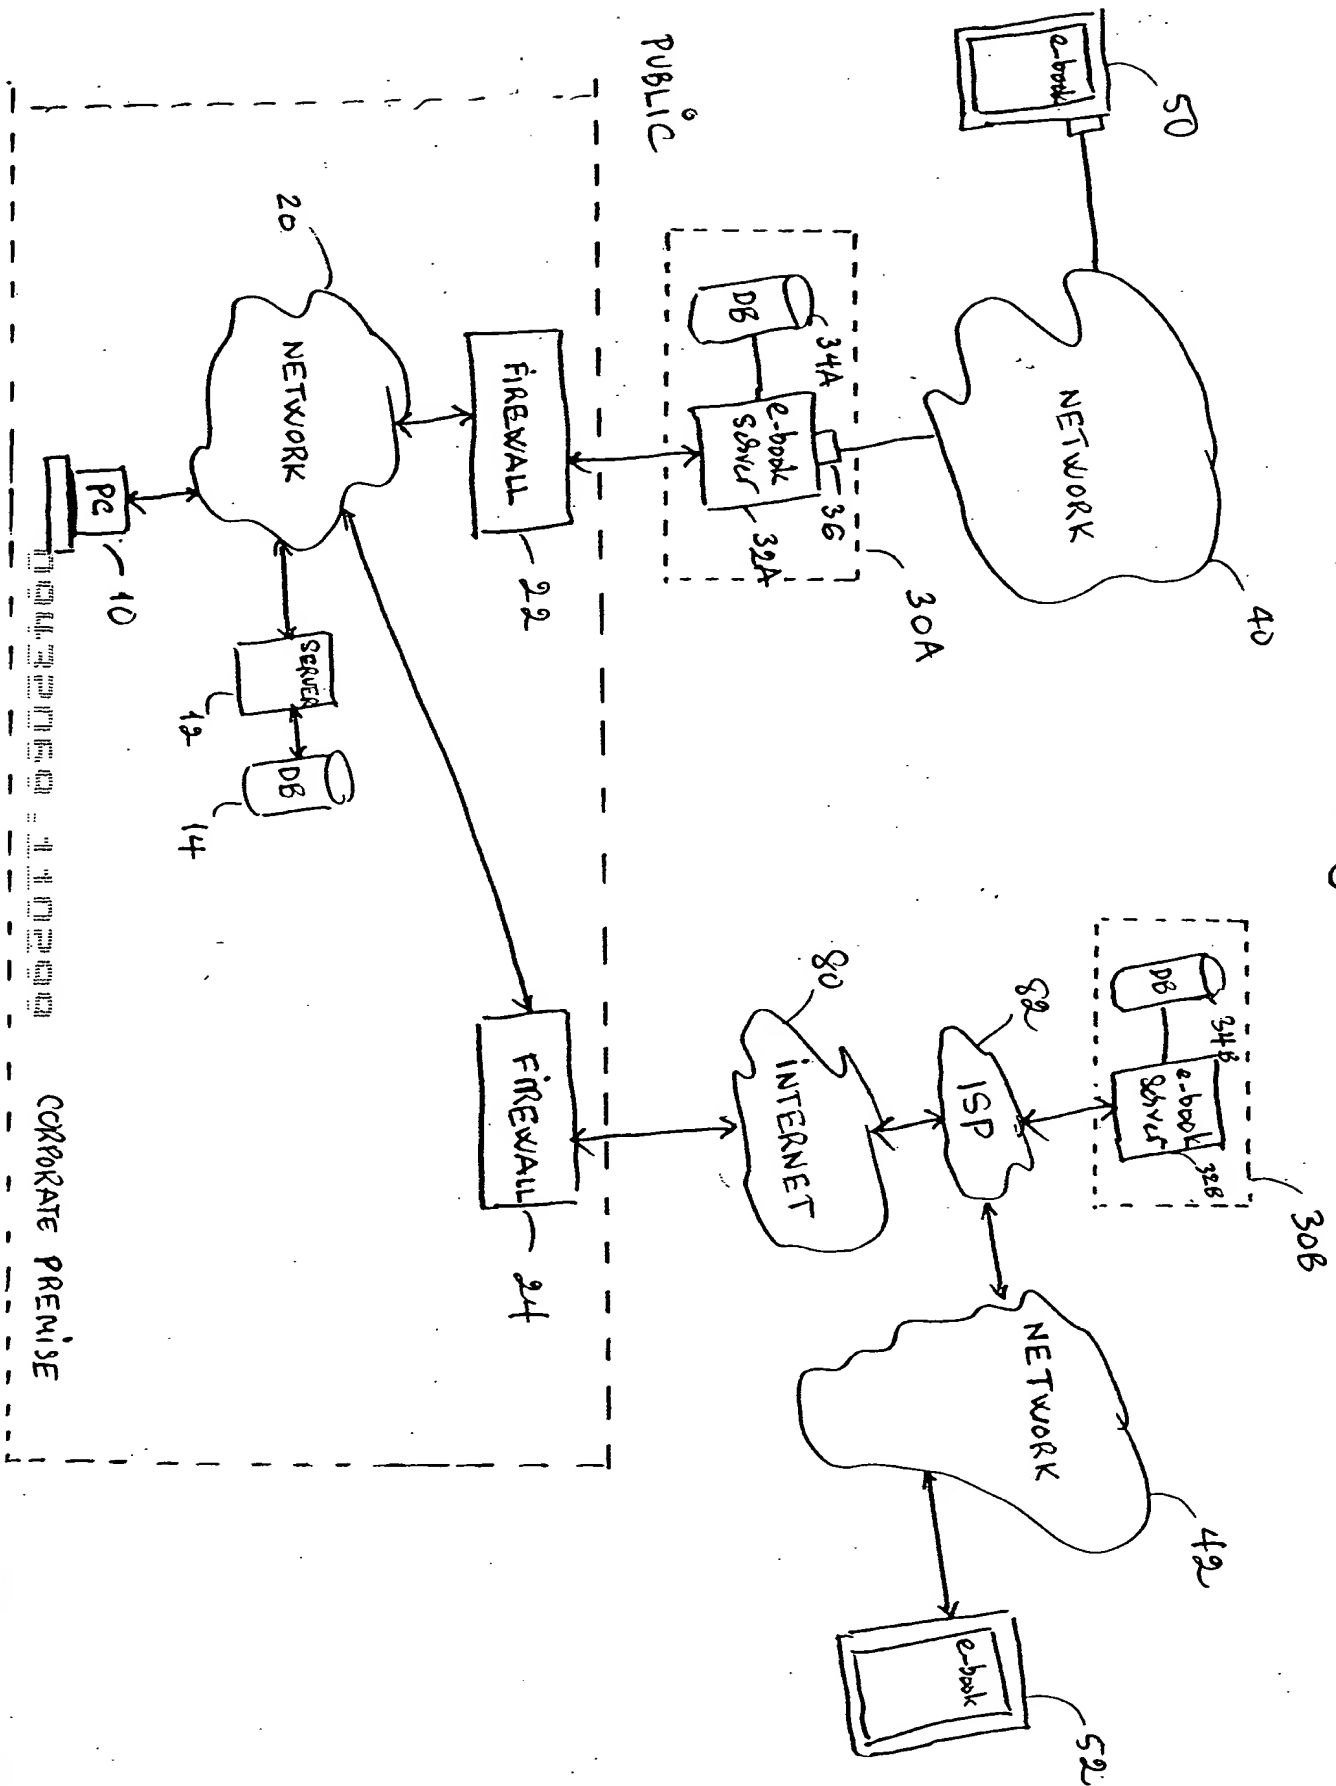 50
e-book
40
NETWORK
30A
36
34A
DB
e-book
server
32A
30B
34B
DB
e-book
server
32B
82
ISP
42
NETWORK
52
e-book
80
INTERNET
PUBLIC
FIREWALL
22
FIREWALL
24
20
NETWORK
SERVER
12
DB
14
PC
10
CORPORATE PREMISE